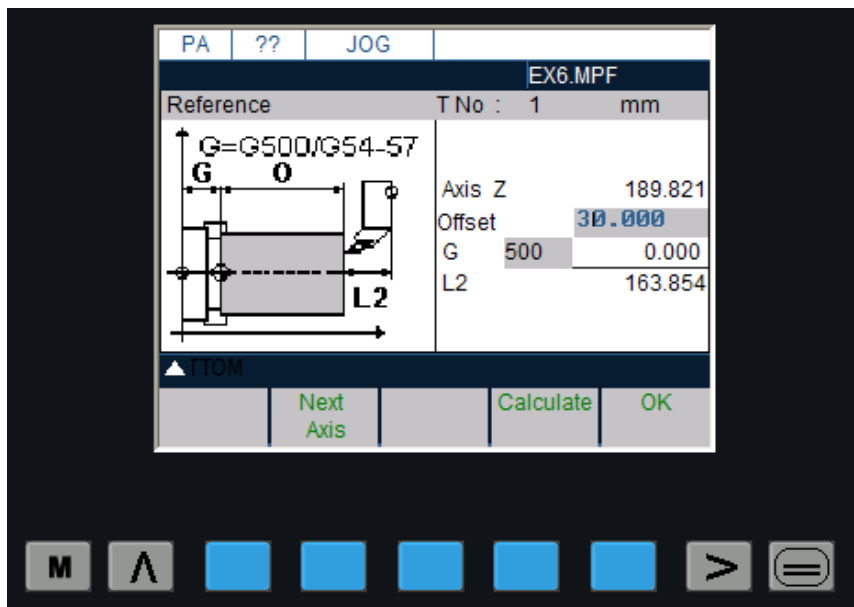 PA ?? JOG
EX6.MPF
Reference T No : 1 mm
G=G500/G54-57
G O
Axis Z 189.821
Offset 30.000
G 500 0.000
L2 163.854
L2
TTOM
Next Axis Calculate OK
M Λ > =